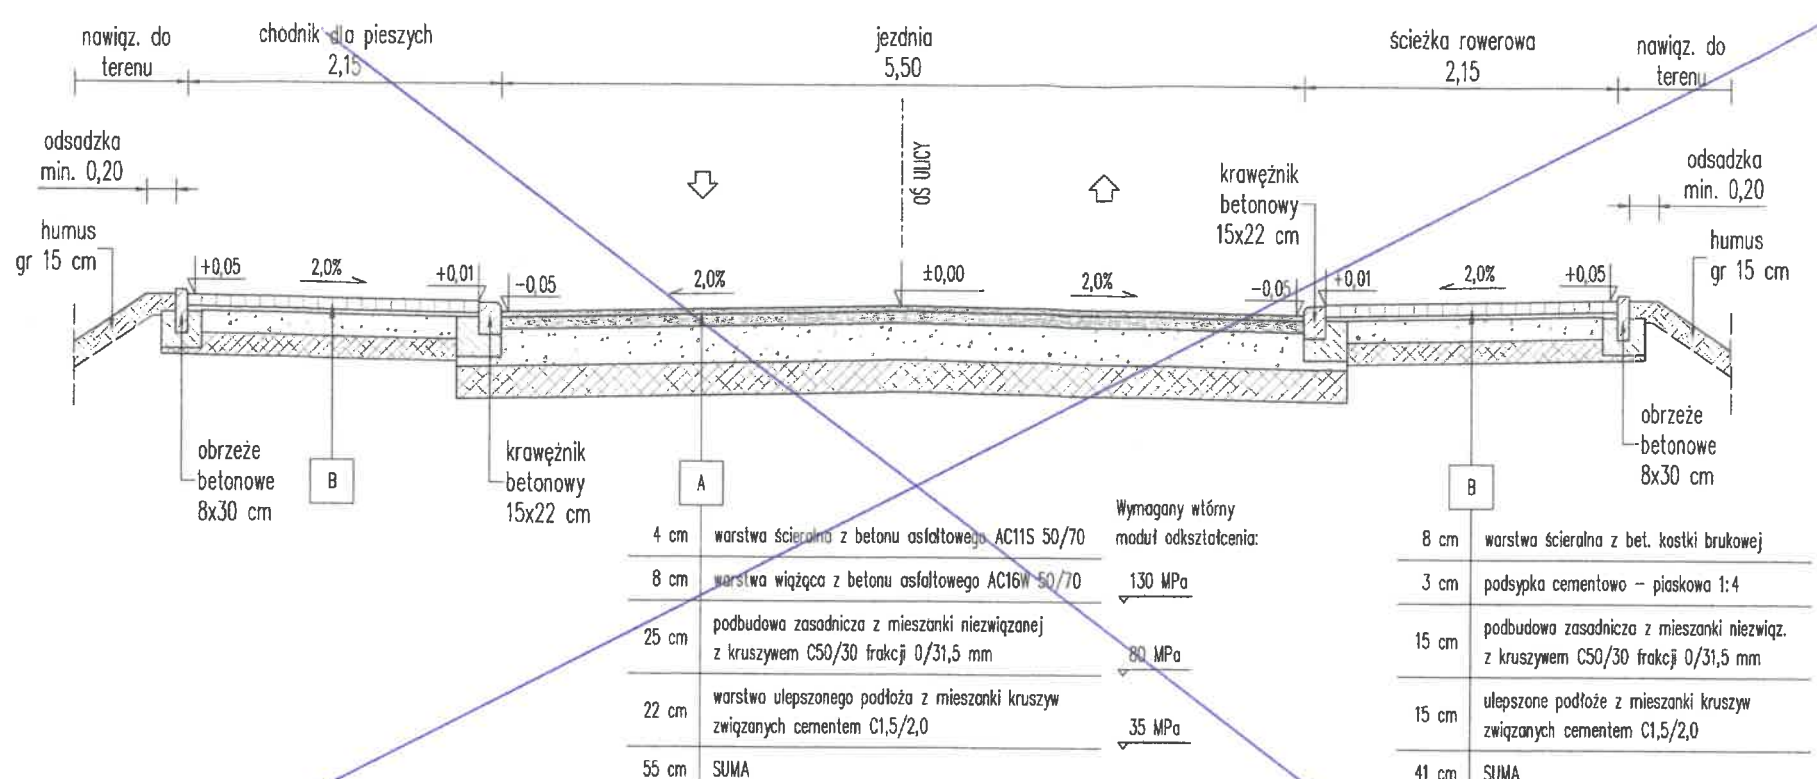 nawiąz. do
terenu
chodnik dla pieszych
2,15
jezdnia
5,50
ścieżka rowerowa
2,15
nawiąz. do
terenu
odsadzka
min. 0,20
OŚ ULICY
krawężnik
betonowy
15x22 cm
odsadzka
min. 0,20
humus
gr 15 cm
humus
gr 15 cm
+0,05
2,0%
+0,01
-0,05
2,0%
±0,00
2,0%
-0,05
+0,01
2,0%
+0,05
obrzeże
betonowe
8x30 cm
B
krawężnik
betonowy
15x22 cm
A
B
obrzeże
betonowe
8x30 cm
Wymagany wtórny
moduł odkształcenia:
4 cm warstwa ścieralna z betonu asfaltowego AC11S 50/70
8 cm warstwa wiążąca z betonu asfaltowego AC16W 50/70
130 MPa
25 cm podbudowa zasadnicza z mieszanki niezwiązanej
z kruszywem C50/30 frakcji 0/31,5 mm
80 MPa
22 cm warstwa ulepszonego podłoża z mieszanki kruszyw
związanych cementem C1,5/2,0
35 MPa
55 cm SUMA
8 cm warstwa ścieralna z bet. kostki brukowej
3 cm podsypka cementowo - piaskowa 1:4
15 cm podbudowa zasadnicza z mieszanki niezwiąz.
z kruszywem C50/30 frakcji 0/31,5 mm
15 cm ulepszone podłoże z mieszanki kruszyw
związanych cementem C1,5/2,0
41 cm SUMA